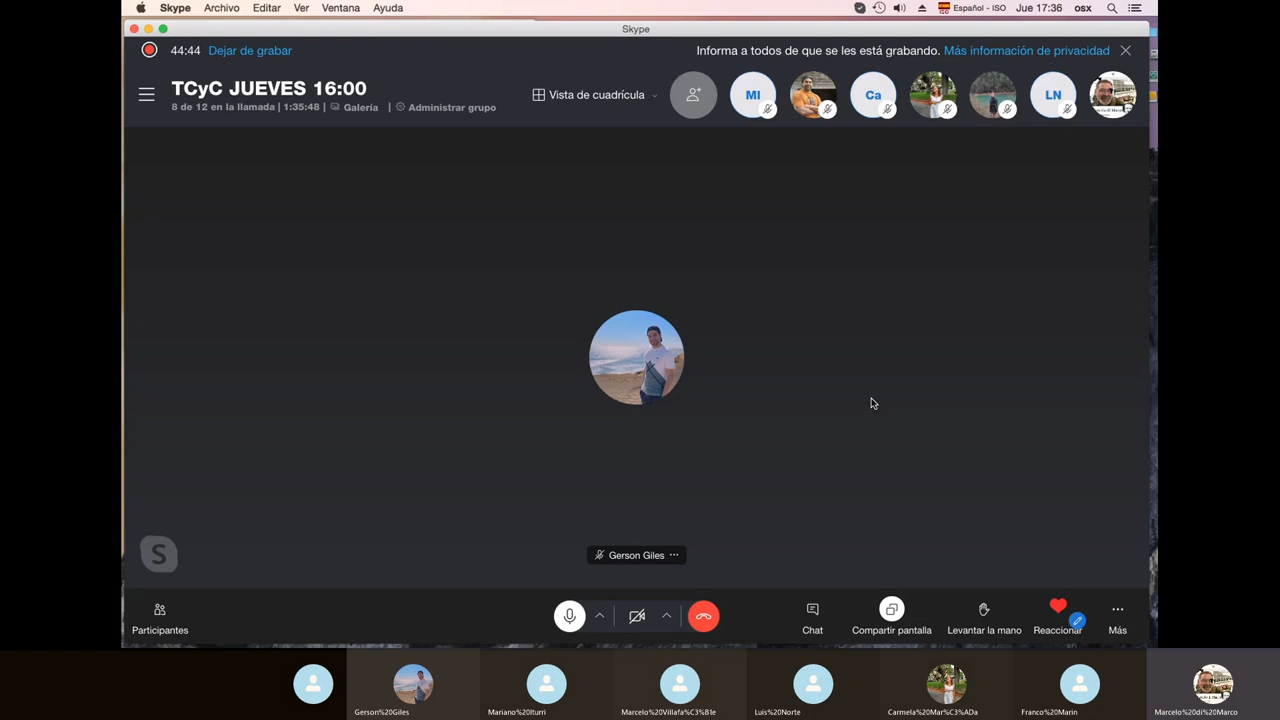 Skype Archivo Editar Ver Ventana Ayuda
ISO Español - ISO Jue 17:36 osx
Skype
44:44 Dejar de grabar
Informa a todos de que se les está grabando. Más información de privacidad
TCyC JUEVES 16:00
8 de 12 en la llamada | 1:35:48 | Galería | Administrar grupo
Vista de cuadrícula
MI
Ca
LN
Gerson Giles
S
Participantes
Chat
Compartir pantalla
Levantar la mano
Reaccionar
Más
Gerson%20Giles
Mariano%20Iturri
Marcelo%20Villafa%C3%B1e
Luis%20Norte
Carmela%20Mar%C3%ADa
Franco%20Marin
Marcelo%20di%20Marco